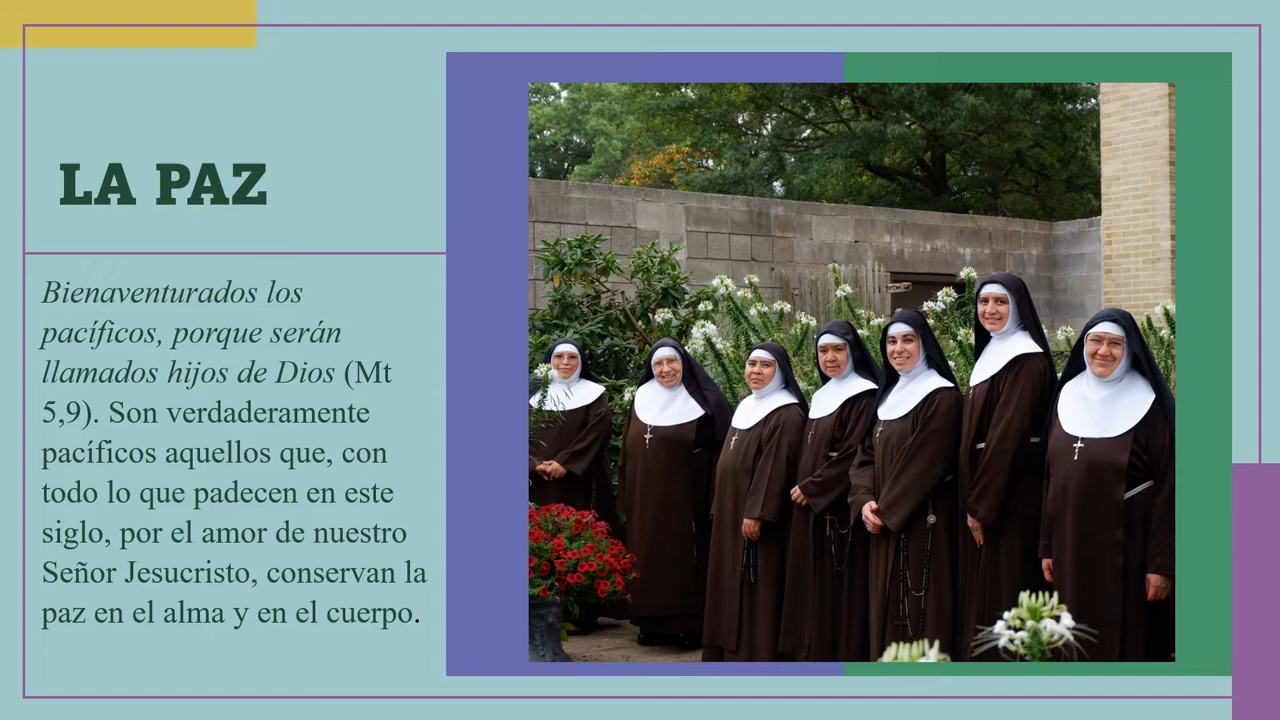 LA PAZ
Bienaventurados los
pacíficos, porque serán
llamados hijos de Dios (Mt
5,9). Son verdaderamente
pacíficos aquellos que, con
todo lo que padecen en este
siglo, por el amor de nuestro
Señor Jesucristo, conservan la
paz en el alma y en el cuerpo.